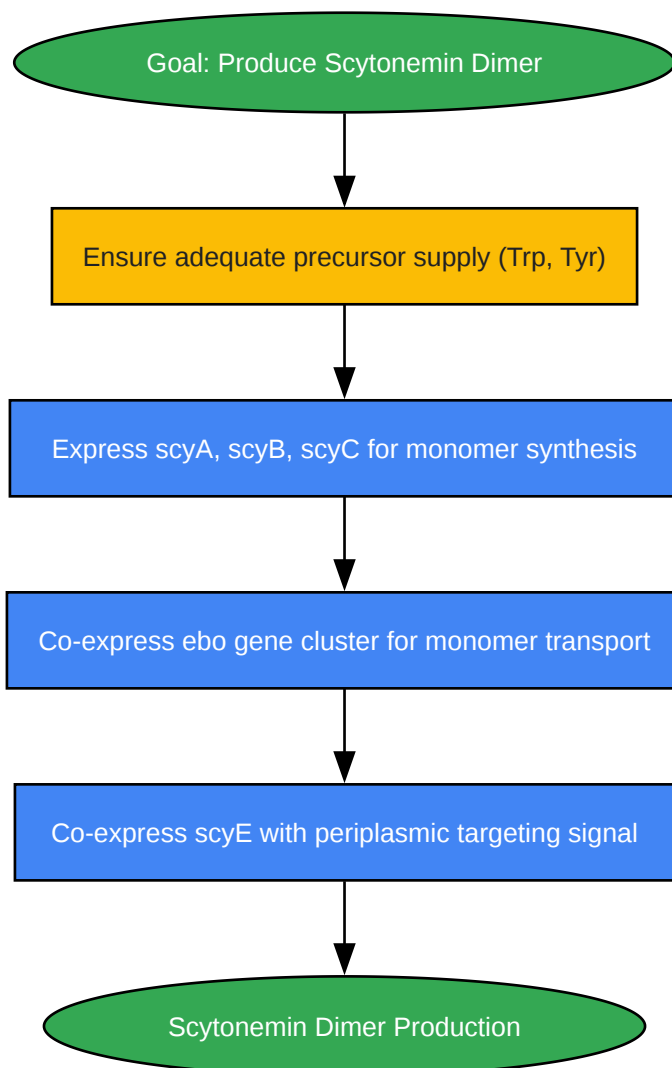 Goal: Produce Scytonemin Dimer
Ensure adequate precursor supply (Trp, Tyr)
Express scyA, scyB, scyC for monomer synthesis
Co-express ebo gene cluster for monomer transport
Co-express scyE with periplasmic targeting signal
Scytonemin Dimer Production